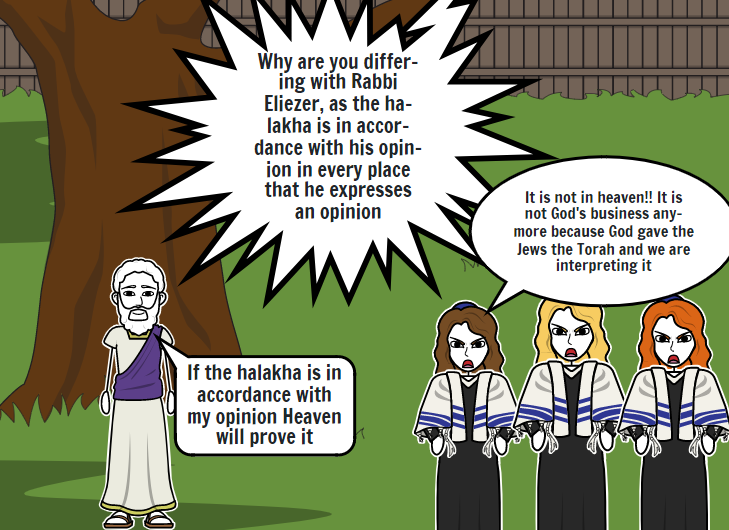 Why are you differ-
ing with Rabbi
Eliezer, as the ha-
lakha is in accor-
dance with his opin-
ion in every place
that he expresses
an opinion
It is not in heaven!! It is
not God's business any-
more because God gave the
Jews the Torah and we are
interpreting it
If the halakha is in
accordance with
my opinion Heaven
will prove it